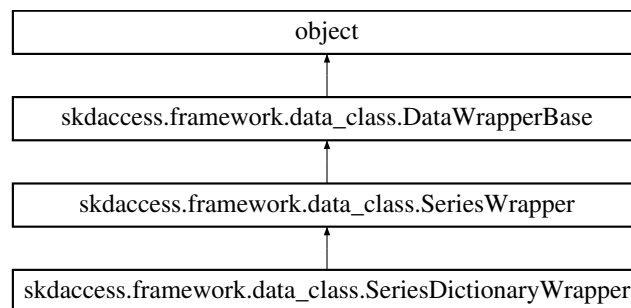 object
skdaccess.framework.data_class.DataWrapperBase
skdaccess.framework.data_class.SeriesWrapper
skdaccess.framework.data_class.SeriesDictionaryWrapper